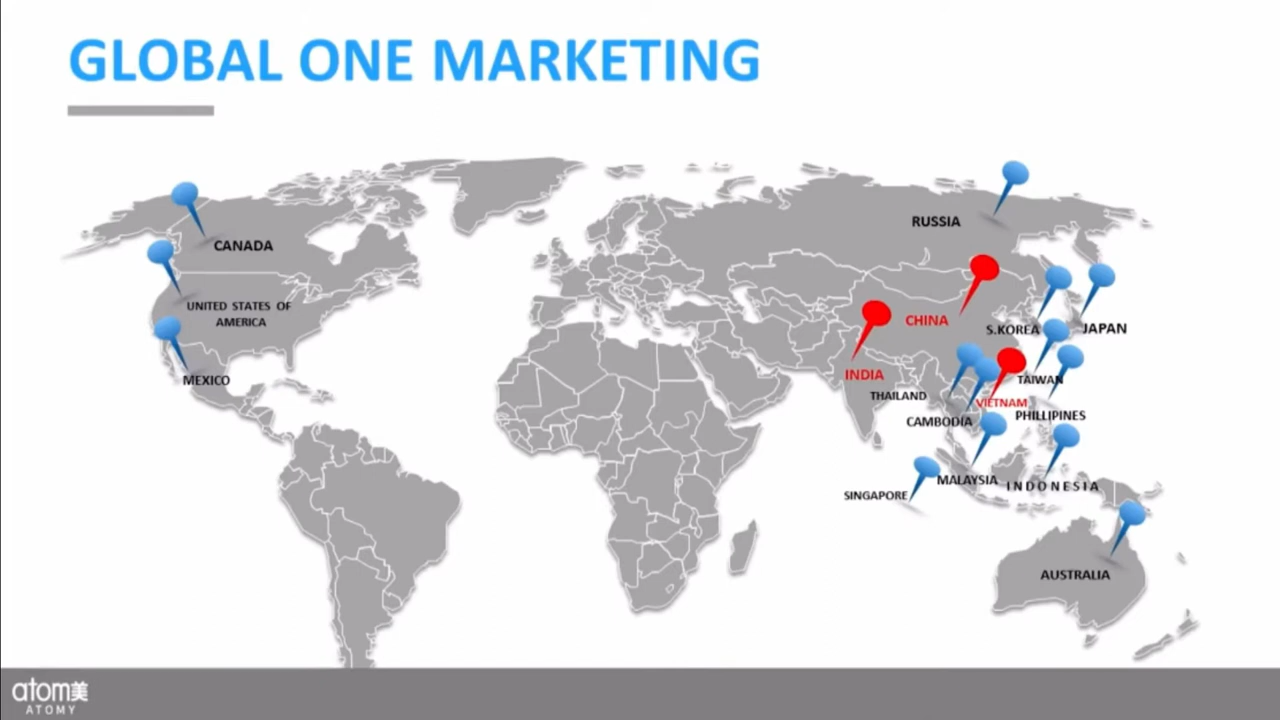 GLOBAL ONE MARKETING
RUSSIA
CANADA
UNITED STATES OF
AMERICA
CHINA
S.KOREA
JAPAN
INDIA
MEXICO
TAIWAN
THAILAND
VIETNAM
PHILLIPINES
CAMBODIA
MALAYSIA
INDONESIA
SINGAPORE
AUSTRALIA
atom美
ATOMY